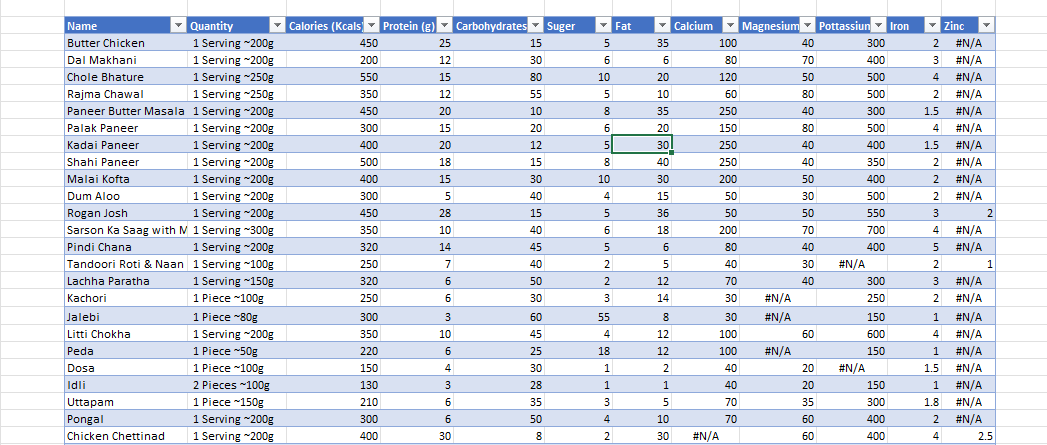 Name Quantity Calories (Kcals Protein (g) Carbohydrates Suger Fat Calcium Magnesium Pottassiun Iron Zinc
Butter Chicken 1 Serving ~200g 450 25 15 5 35 100 40 300 2 #N/A
Dal Makhani 1 Serving ~200g 200 12 30 6 6 80 70 400 3 #N/A
Chole Bhature 1 Serving ~250g 550 15 80 10 20 120 50 500 4 #N/A
Rajma Chawal 1 Serving ~250g 350 12 55 5 10 60 80 500 2 #N/A
Paneer Butter Masala 1 Serving ~200g 450 20 10 8 35 250 40 300 1.5 #N/A
Palak Paneer 1 Serving ~200g 300 15 20 6 20 150 80 500 4 #N/A
Kadai Paneer 1 Serving ~200g 400 20 12 5 30 250 40 400 1.5 #N/A
Shahi Paneer 1 Serving ~200g 500 18 15 8 40 250 40 350 2 #N/A
Malai Kofta 1 Serving ~200g 400 15 30 10 30 200 50 400 2 #N/A
Dum Aloo 1 Serving ~200g 300 5 40 4 15 50 30 500 2 #N/A
Rogan Josh 1 Serving ~200g 450 28 15 5 36 50 50 550 3 2
Sarson Ka Saag with M 1 Serving ~300g 350 10 40 6 18 200 70 700 4 #N/A
Pindi Chana 1 Serving ~200g 320 14 45 5 6 80 40 400 5 #N/A
Tandoori Roti & Naan 1 Serving ~100g 250 7 40 2 5 40 30 #N/A 2 1
Lachha Paratha 1 Serving ~150g 320 6 50 2 12 70 40 300 3 #N/A
Kachori 1 Piece ~100g 250 6 30 3 14 30 #N/A 250 2 #N/A
Jalebi 1 Piece ~80g 300 3 60 55 8 30 #N/A 150 1 #N/A
Litti Chokha 1 Serving ~200g 350 10 45 4 12 100 60 600 4 #N/A
Peda 1 Piece ~50g 220 6 25 18 12 100 #N/A 150 1 #N/A
Dosa 1 Piece ~100g 150 4 30 1 2 40 20 #N/A 1.5 #N/A
Idli 2 Pieces ~100g 130 3 28 1 1 40 20 150 1 #N/A
Uttapam 1 Piece ~150g 210 6 35 3 5 70 35 300 1.8 #N/A
Pongal 1 Serving ~200g 300 6 50 4 10 70 60 400 2 #N/A
Chicken Chettinad 1 Serving ~200g 400 30 8 2 30 #N/A 60 400 4 2.5